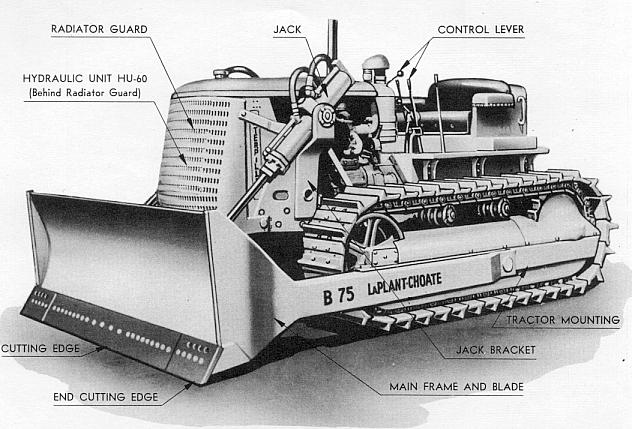 RADIATOR GUARD
JACK
CONTROL LEVER
HYDRAULIC UNIT HU-60
(Behind Radiator Guard)
B 75 LaPLANT-CHOATE
TRACTOR MOUNTING
CUTTING EDGE
JACK BRACKET
END CUTTING EDGE
MAIN FRAME AND BLADE